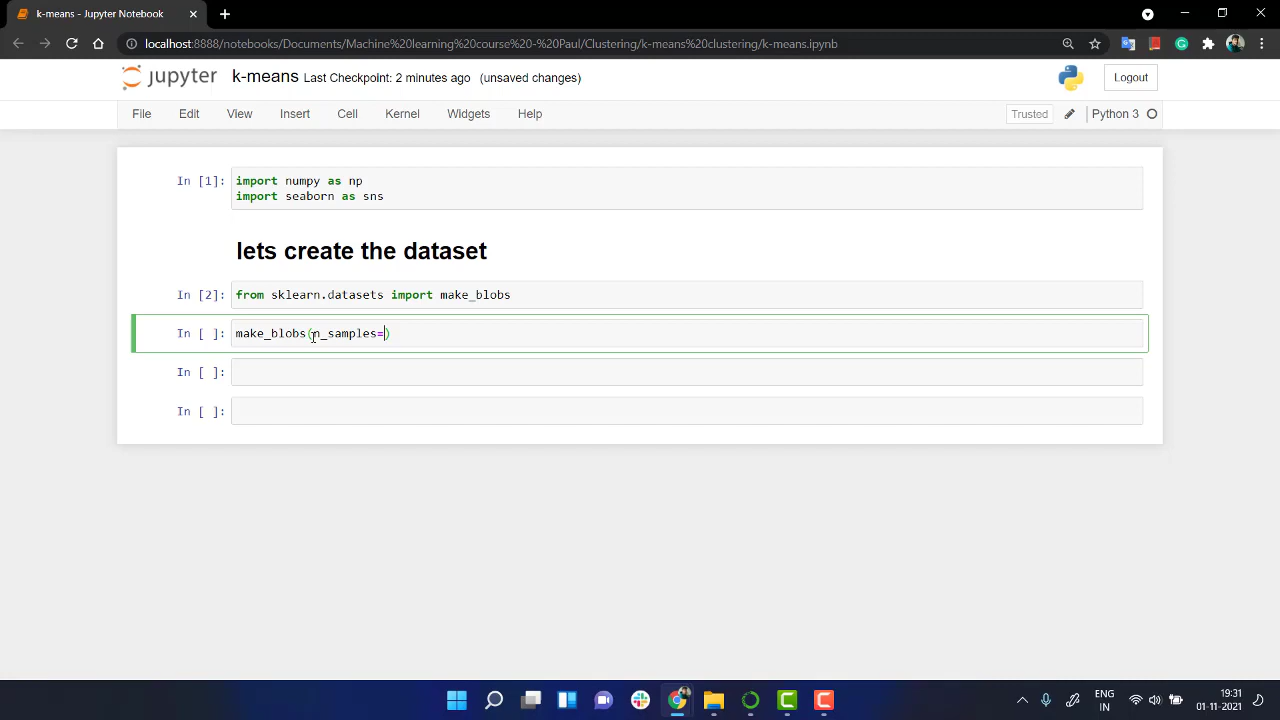 k-means - Jupyter Notebook
localhost:8888/notebooks/Documents/Machine%20learning%20course%20-%20Paul/Clustering/k-means%20clustering/k-means.ipynb
jupyter k-means Last Checkpoint: 2 minutes ago (unsaved changes) Logout
File Edit View Insert Cell Kernel Widgets Help Trusted Python 3
In [1]: import numpy as np
import seaborn as sns
lets create the dataset
In [2]: from sklearn.datasets import make_blobs
In [ ]: make_blobs(n_samples=)
In [ ]:
In [ ]:
ENG 19:31
IN 01-11-2021